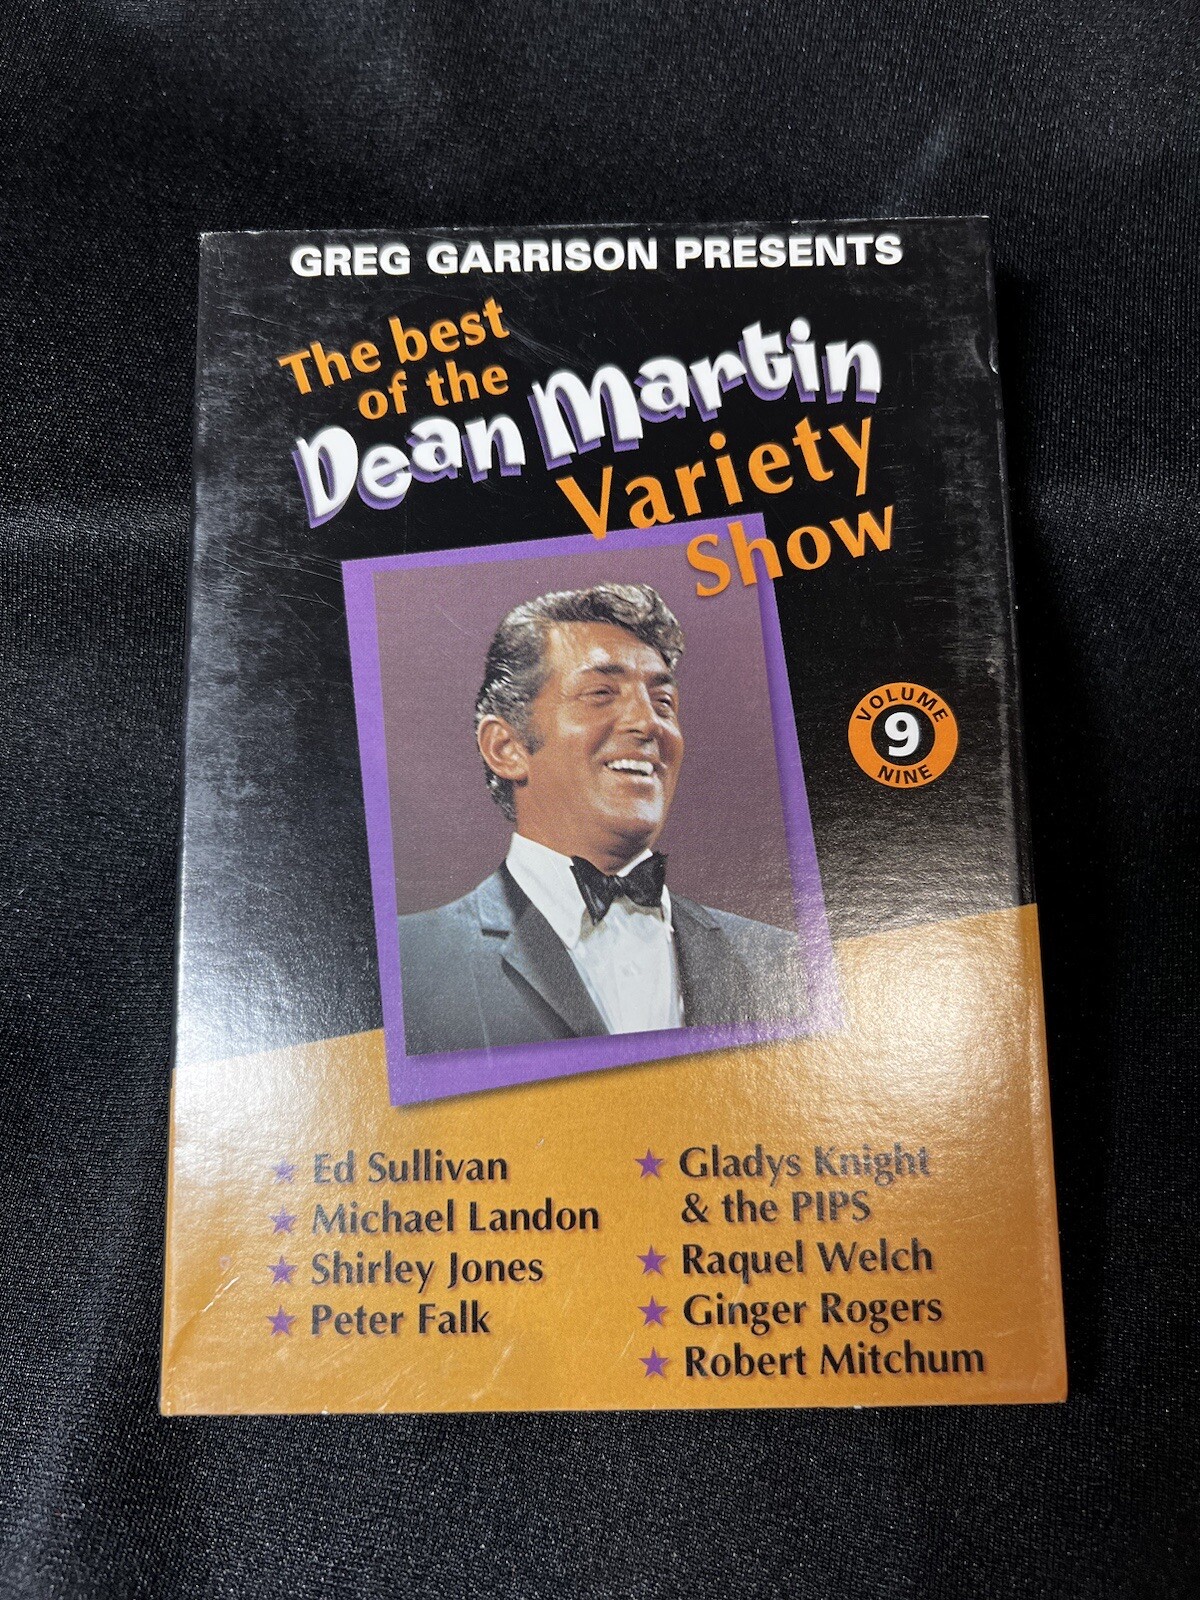 GREG GARRISON PRESENTS
The best
of the
Dean Martin
Variety
Show
VOLUME
9
NINE
★ Ed Sullivan
★ Michael Landon
★ Shirley Jones
★ Peter Falk
★ Gladys Knight
& the PIPS
★ Raquel Welch
★ Ginger Rogers
★ Robert Mitchum